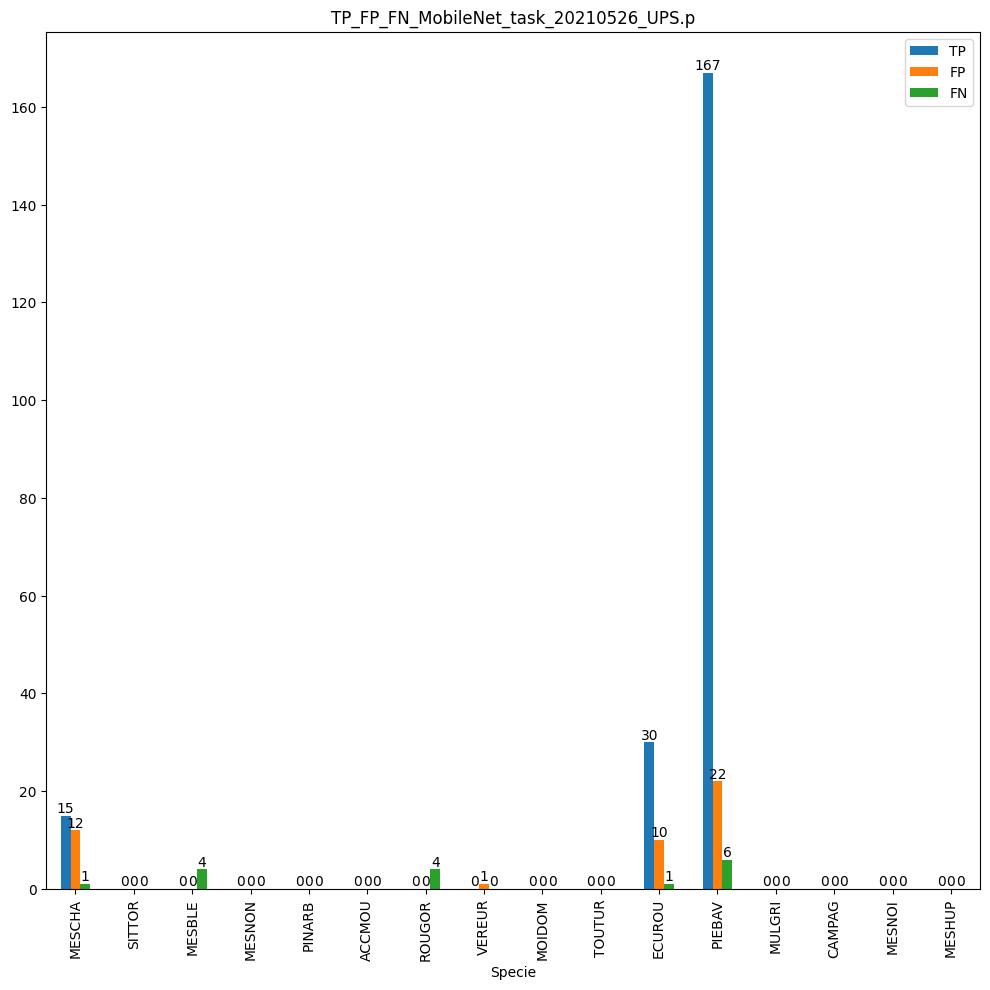 TP_FP_FN_MobileNet_task_20210526_UPS.p
TP
FP
FN
160
140
120
100
80
60
40
20
0
15
12
1
0
0
0
0
0
4
0
0
0
0
0
0
0
0
0
0
0
4
0
1
0
0
0
0
0
0
0
30
10
1
167
22
6
0
0
0
0
0
0
0
0
0
0
0
0
MESCHA
SITTOR
MESBLE
MESNON
PINARB
ACCMOU
ROUGOR
VEREUR
MOIDOM
TOUTUR
ECUROU
PIEBAV
MULGRI
CAMPAG
MESNOI
MESHUP
Specie